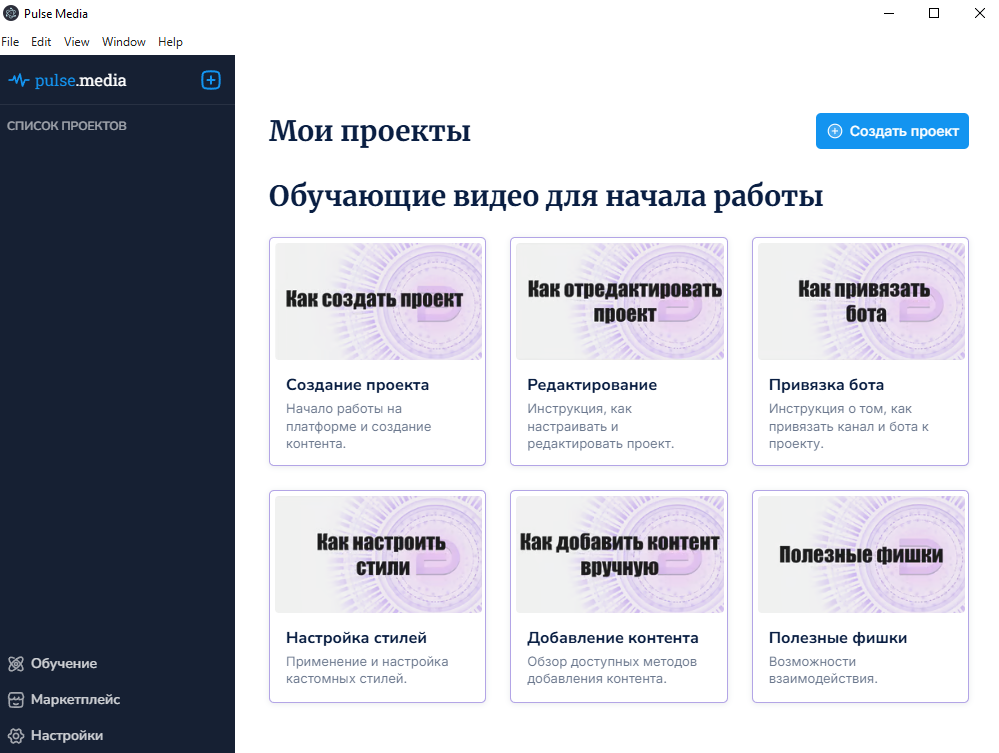 Pulse Media
File Edit View Window Help
pulse.media
СПИСОК ПРОЕКТОВ
Мои проекты
Создать проект
Обучающие видео для начала работы
Как создать проект
Создание проекта
Начало работы на
платформе и создание
контента.
Как отредактировать
проект
Редактирование
Инструкция, как
настраивать и
редактировать проект.
Как привязать
бота
Привязка бота
Инструкция о том, как
привязать канал и бота к
проекту.
Как настроить
стили
Настройка стилей
Применение и настройка
кастомных стилей.
Как добавить контент
вручную
Добавление контента
Обзор доступных методов
добавления контента.
Полезные фишки
Полезные фишки
Возможности
взаимодействия.
Обучение
Маркетплейс
Настройки